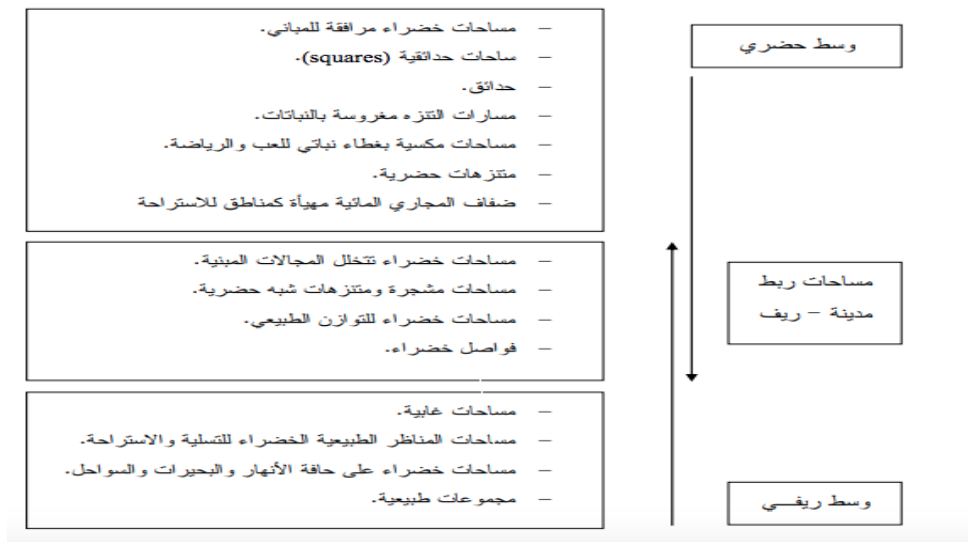 وسط حضري
– مساحات خضراء مرافقة للمباني.
– ساحات حدائقية (squares).
– حدائق.
– مسارات التنزه مغروسة بالنباتات.
– مساحات مكسية بغطاء نباتي للعب والرياضة.
– منتزهات حضرية.
– ضفاف المجاري المائية مهيأة كمناطق للاستراحة
مساحات ربط
مدينة – ريف
– مساحات خضراء تتخلل المجالات المبنية.
– مساحات مشجرة ومنتزهات شبه حضرية.
– مساحات خضراء للتوازن الطبيعي.
– فواصل خضراء.
وسط ريفـــي
– مساحات غابية.
– مساحات المناظر الطبيعية الخضراء للتسلية والاستراحة.
– مساحات خضراء على حافة الأنهار والبحيرات والسواحل.
– مجموعات طبيعية.